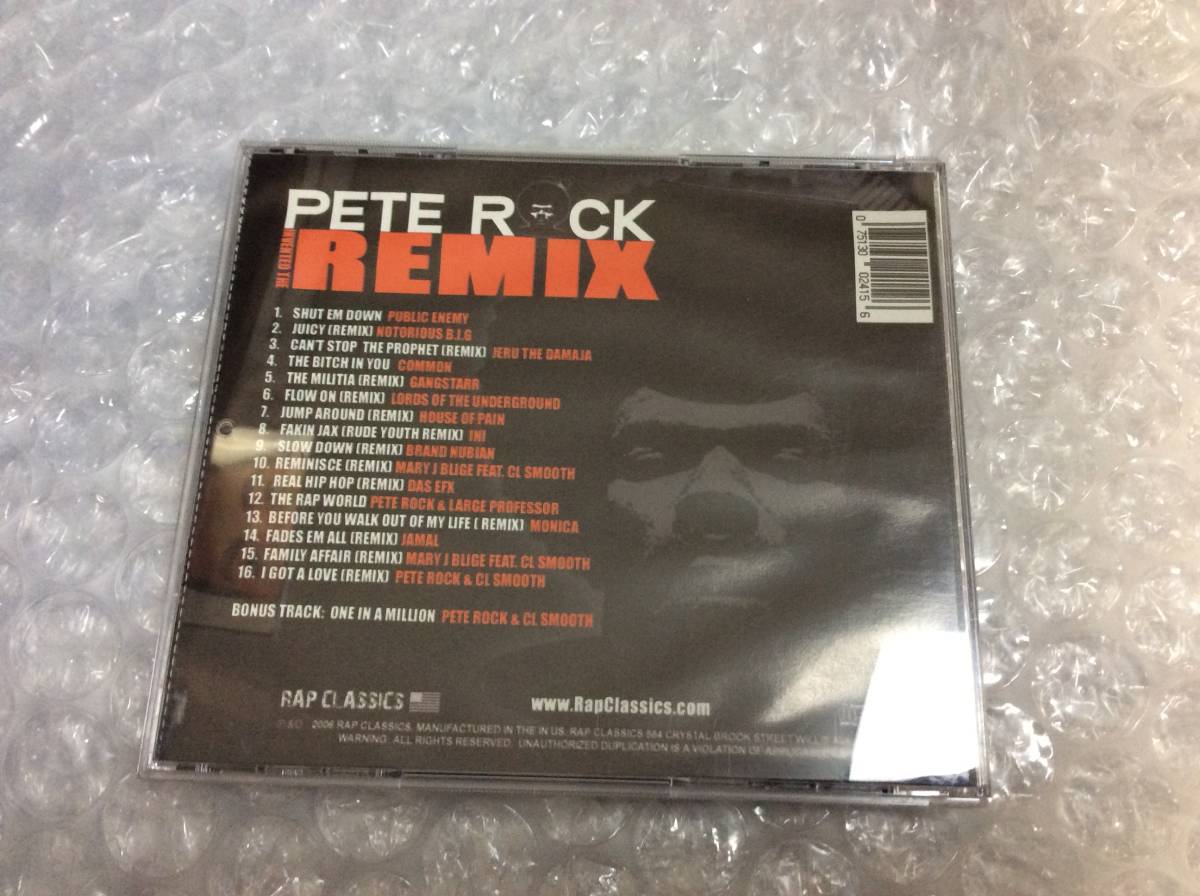 PETE ROCK
INVENTED THE
REMIX
0 75130 02415 6
1. SHUT EM DOWN PUBLIC ENEMY
2. JUICY (REMIX) NOTORIOUS B.I.G
3. CAN'T STOP THE PROPHET (REMIX) JERU THE DAMAJA
4. THE BITCH IN YOU COMMON
5. THE MILITIA (REMIX) GANGSTARR
6. FLOW ON (REMIX) LORDS OF THE UNDERGROUND
7. JUMP AROUND (REMIX) HOUSE OF PAIN
8. FAKIN JAX (RUDE YOUTH REMIX) INI
9. SLOW DOWN (REMIX) BRAND NUBIAN
10. REMINISCE (REMIX) MARY J BLIGE FEAT. CL SMOOTH
11. REAL HIP HOP (REMIX) DAS EFX
12. THE RAP WORLD PETE ROCK & LARGE PROFESSOR
13. BEFORE YOU WALK OUT OF MY LIFE ( REMIX) MONICA
14. FADES EM ALL (REMIX) JAMAL
15. FAMILY AFFAIR (REMIX) MARY J BLIGE FEAT. CL SMOOTH
16. I GOT A LOVE (REMIX) PETE ROCK & CL SMOOTH
BONUS TRACK: ONE IN A MILLION PETE ROCK & CL SMOOTH
RAP CLASSICS
www.RapClassics.com
2006 RAP CLASSICS. MANUFACTURED IN THE IN US. RAP CLASSICS 564 CRYSTAL BROCK STREET
WARNING: ALL RIGHTS RESERVED. UNAUTHORIZED DUPLICATION IS A VIOLATION OF